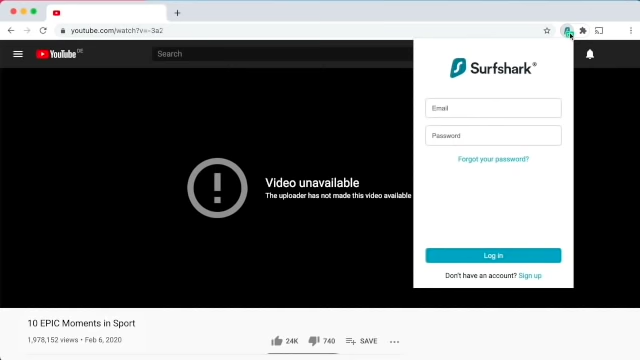 youtube.com/watch?v=-3a2
YouTube DE
Search
Surfshark®
Email
Password
Forgot your password?
Video unavailable
The uploader has not made this video available
Log in
Don't have an account? Sign up
10 EPIC Moments in Sport
1,978,152 views • Feb 6, 2020
24K
740
SAVE